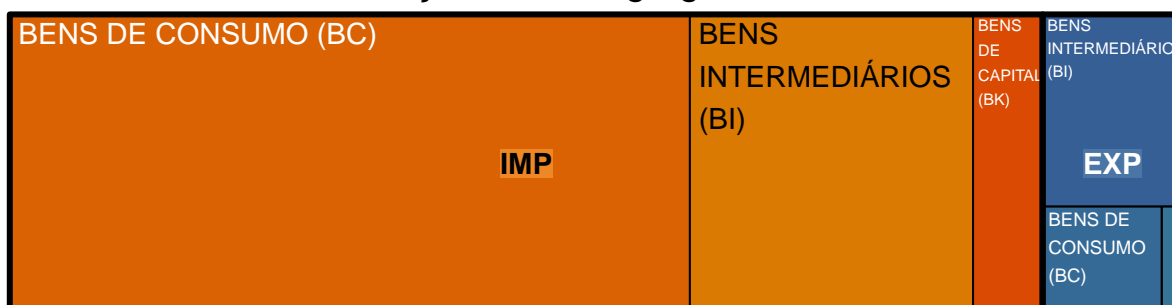 BENS DE CONSUMO (BC)
BENS
INTERMEDIÁRIOS
(BI)
BENS
DE
CAPITAL
(BK)
BENS
INTERMEDIÁRIO
(BI)
IMP
EXP
BENS DE
CONSUMO
(BC)